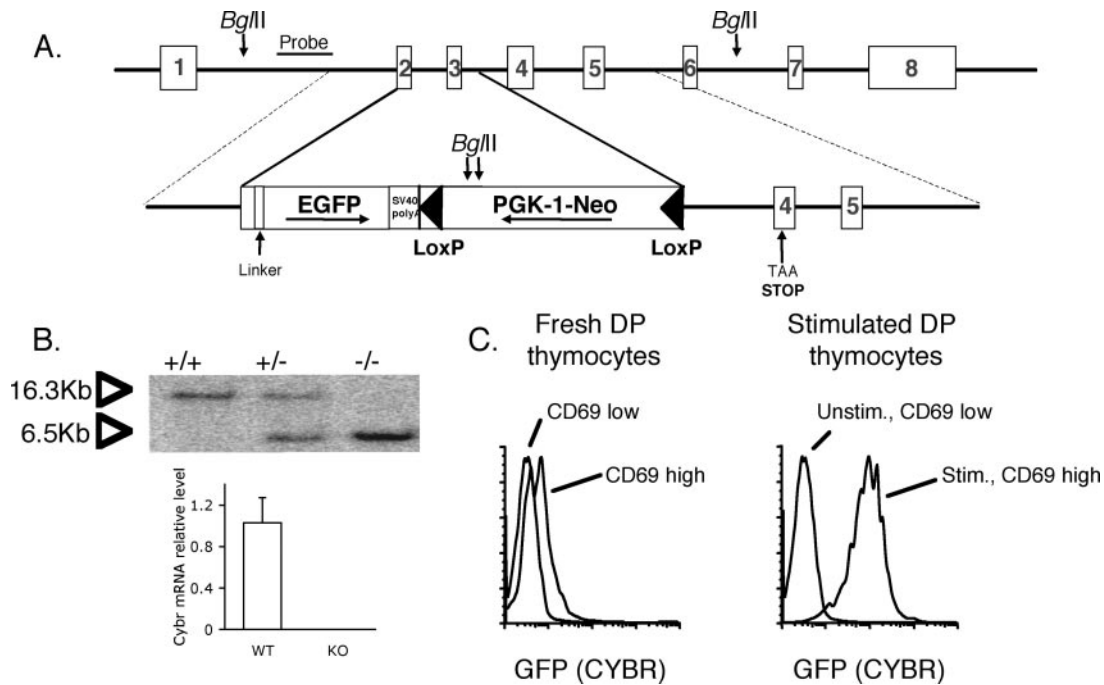 A.
BglII
Probe
BglII
1
2
3
4
5
6
7
8
BglII
EGFP
SV40
polyA
PGK-1-Neo
4
5
LoxP
LoxP
Linker
TAA
STOP
B.
+/+
+/-
-/-
16.3Kb
6.5Kb
Cybr mRNA relative level
1.2
0.8
0.4
0
WT
KO
C.
Fresh DP
thymocytes
CD69 low
CD69 high
GFP (CYBR)
Stimulated DP
thymocytes
Unstim., CD69 low
Stim., CD69 high
GFP (CYBR)